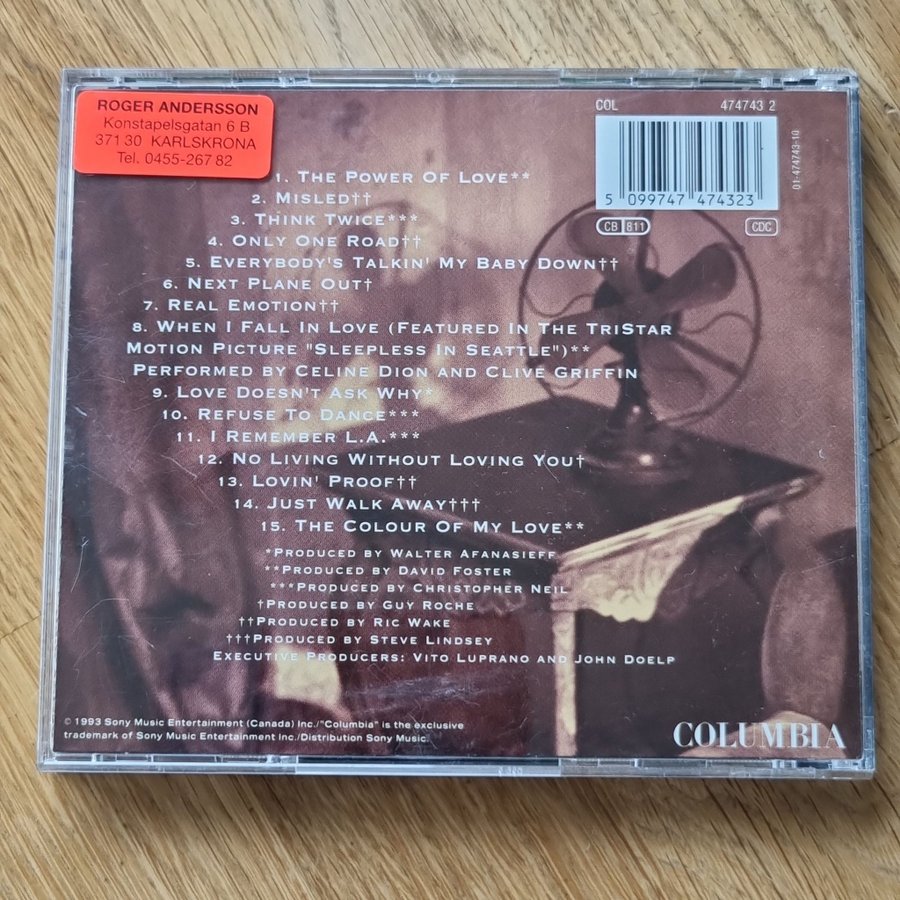 ROGER ANDERSSON
Konstapelsgatan 6 B
371 30 KARLSKRONA
Tel. 0455-267 82
COL 474743 2
5 099747 474323
01-474743-10
CB 811
CDC
1. THE POWER OF LOVE**
2. MISLED††
3. THINK TWICE***
4. ONLY ONE ROAD††
5. EVERYBODY'S TALKIN' MY BABY DOWN††
6. NEXT PLANE OUT†
7. REAL EMOTION††
8. WHEN I FALL IN LOVE (FEATURED IN THE TRISTAR
MOTION PICTURE "SLEEPLESS IN SEATTLE")**
PERFORMED BY CELINE DION AND CLIVE GRIFFIN
9. LOVE DOESN'T ASK WHY*
10. REFUSE TO DANCE***
11. I REMEMBER L.A.***
12. NO LIVING WITHOUT LOVING YOU†
13. LOVIN' PROOF††
14. JUST WALK AWAY†††
15. THE COLOUR OF MY LOVE**
*PRODUCED BY WALTER AFANASIEFF
**PRODUCED BY DAVID FOSTER
***PRODUCED BY CHRISTOPHER NEIL
†PRODUCED BY GUY ROCHE
††PRODUCED BY RIC WAKE
†††PRODUCED BY STEVE LINDSEY
EXECUTIVE PRODUCERS: VITO LUPRANO AND JOHN DOELP
© 1993 Sony Music Entertainment (Canada) Inc./"Columbia" is the exclusive
trademark of Sony Music Entertainment Inc./Distribution Sony Music.
COLUMBIA